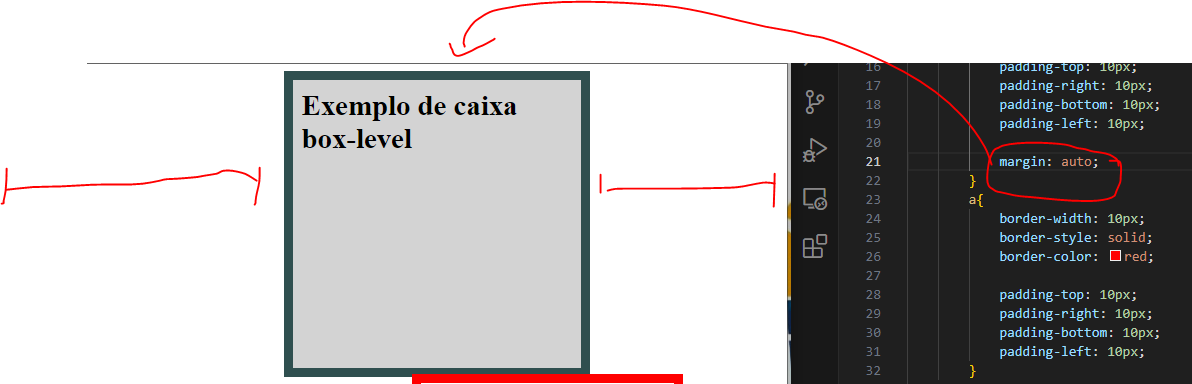 Exemplo de caixa
box-level
16 padding-top: 10px;
17 padding-right: 10px;
18 padding-bottom: 10px;
19 padding-left: 10px;
20
21 margin: auto;
22 }
23 a{
24 border-width: 10px;
25 border-style: solid;
26 border-color: red;
27
28 padding-top: 10px;
29 padding-right: 10px;
30 padding-bottom: 10px;
31 padding-left: 10px;
32 }